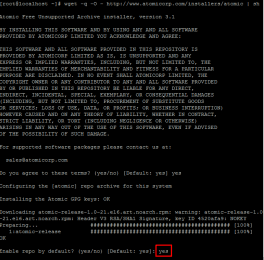 [root@localhost ~]# wget -q -O - http://www.atomicorp.com/installers/atomic | sh
Atomic Free Unsupported Archive installer, version 3.1
BY INSTALLING THIS SOFTWARE AND BY USING ANY AND ALL SOFTWARE
PROVIDED BY ATOMICORP LIMITED YOU ACKNOWLEDGE AND AGREE:
THIS SOFTWARE AND ALL SOFTWARE PROVIDED IN THIS REPOSITORY IS
PROVIDED BY ATOMICORP LIMITED AS IS, IS UNSUPPORTED AND ANY
EXPRESS OR IMPLIED WARRANTIES, INCLUDING, BUT NOT LIMITED TO, THE
IMPLIED WARRANTIES OF MERCHANTABILITY AND FITNESS FOR A PARTICULAR
PURPOSE ARE DISCLAIMED. IN NO EVENT SHALL ATOMICORP LIMITED, THE
COPYRIGHT OWNER OR ANY CONTRIBUTOR TO ANY AND ALL SOFTWARE PROVIDED
BY OR PUBLISHED IN THIS REPOSITORY BE LIABLE FOR ANY DIRECT,
INDIRECT, INCIDENTAL, SPECIAL, EXEMPLARY, OR CONSEQUENTIAL DAMAGES
(INCLUDING, BUT NOT LIMITED TO, PROCUREMENT OF SUBSTITUTE GOODS
OR SERVICES; LOSS OF USE, DATA, OR PROFITS; OR BUSINESS INTERRUPTION)
HOWEVER CAUSED AND ON ANY THEORY OF LIABILITY, WHETHER IN CONTRACT,
STRICT LIABILITY, OR TORT (INCLUDING NEGLIGENCE OR OTHERWISE)
ARISING IN ANY WAY OUT OF THE USE OF THIS SOFTWARE, EVEN IF ADVISED
OF THE POSSIBILITY OF SUCH DAMAGE.
For supported software packages please contact us at:
sales@atomicorp.com
Do you agree to these terms? (yes/no) [Default: yes] yes
Configuring the [atomic] repo archive for this system
Installing the Atomic GPG keys: OK
Downloading atomic-release-1.0-21.el6.art.noarch.rpm: warning: atomic-release-1.0
-21.el6.art.noarch.rpm: Header V3 RSA/SHA1 Signature, key ID 4520afa9: NOKEY
Preparing... ########################################### [100%]
1:atomic-release ########################################### [100%]
OK
Enable repo by default? (yes/no) [Default: yes]: yes